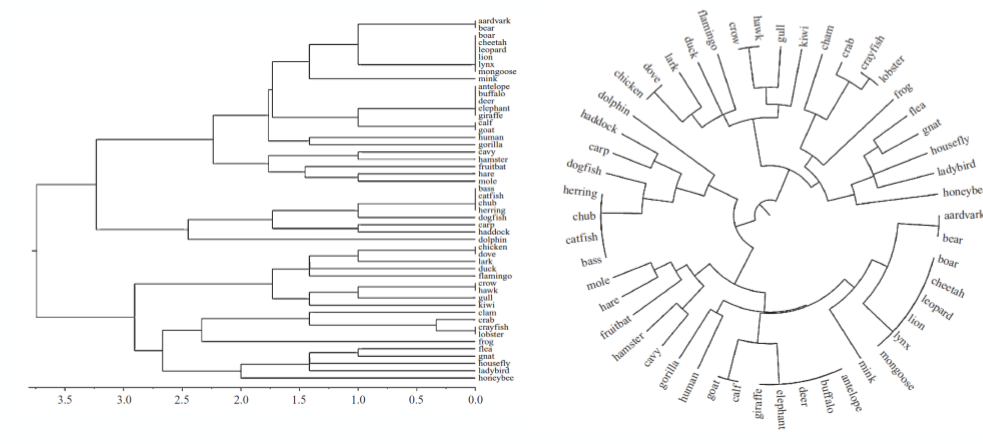 aardvark
bear
boar
cheetah
leopard
lion
lynx
mongoose
mink
antelope
buffalo
deer
elephant
giraffe
calf
goat
human
gorilla
cavy
hamster
fruitbat
hare
mole
bass
catfish
chub
herring
dogfish
carp
haddock
dolphin
chicken
dove
lark
duck
flamingo
crow
hawk
gull
kiwi
clam
crab
crayfish
lobster
frog
flea
gnat
housefly
ladybird
honeybee
3.5 3.0 2.5 2.0 1.5 1.0 0.5 0.0
dolphin
chicken
dove
lark
duck
flamingo
crow
hawk
gull
kiwi
cham
crab
crayfish
lobster
frog
flea
gnat
housefly
ladybird
honeybe
aardvark
bear
boar
cheetah
leopard
lion
lynx
mongoose
mink
antelope
buffalo
deer
elephant
giraffe
calf
goat
human
gorilla
cavy
hamster
fruitbat
hare
mole
bass
catfish
chub
herring
dogfish
carp
haddock